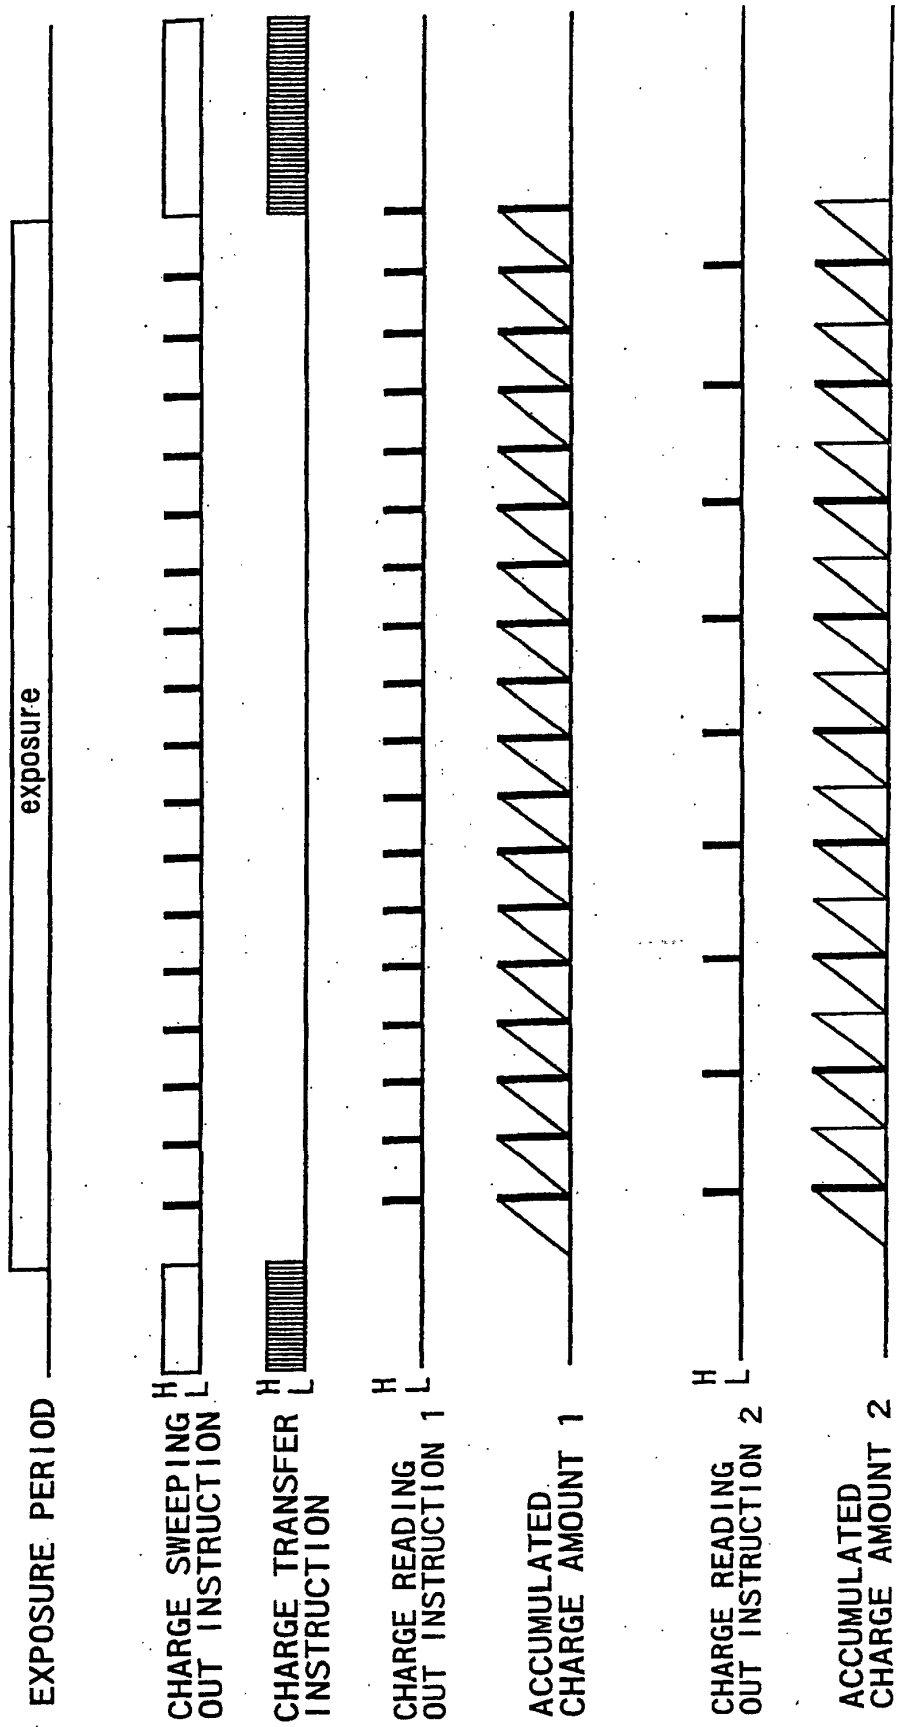 EXPOSURE PERIOD
exposure
CHARGE SWEEPING
OUT INSTRUCTION
H
L
CHARGE TRANSFER
INSTRUCTION
H
L
CHARGE READING
OUT INSTRUCTION 1
H
L
ACCUMULATED
CHARGE AMOUNT 1
CHARGE READING
OUT INSTRUCTION 2
H
L
ACCUMULATED
CHARGE AMOUNT 2